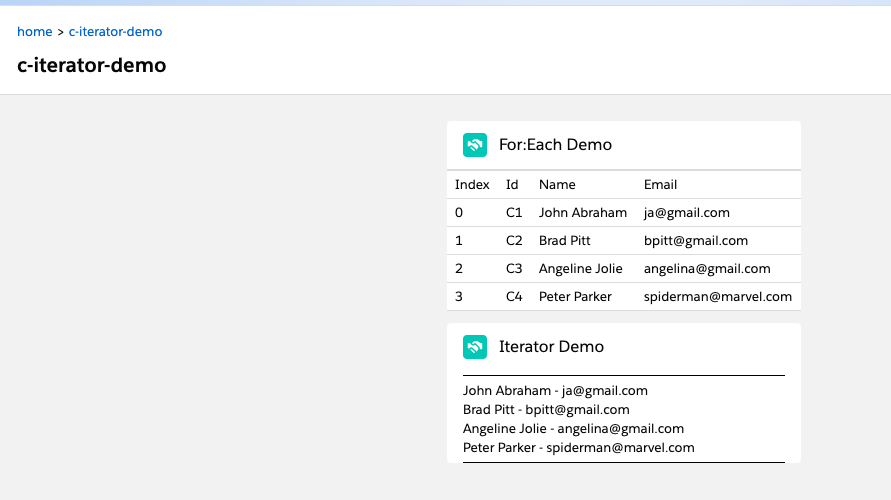 home > c-iterator-demo
c-iterator-demo
For:Each Demo
Index Id Name Email
0 C1 John Abraham ja@gmail.com
1 C2 Brad Pitt bpitt@gmail.com
2 C3 Angeline Jolie angelina@gmail.com
3 C4 Peter Parker spiderman@marvel.com
Iterator Demo
John Abraham - ja@gmail.com
Brad Pitt - bpitt@gmail.com
Angeline Jolie - angelina@gmail.com
Peter Parker - spiderman@marvel.com